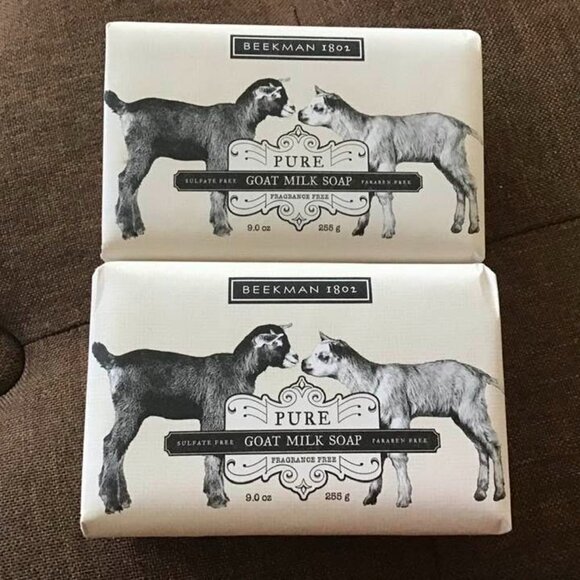 BEEKMAN 1802
PURE
SULFATE FREE GOAT MILK SOAP PARABEN FREE
FRAGRANCE FREE
9.0 oz 255 g
BEEKMAN 1802
PURE
SULFATE FREE GOAT MILK SOAP PARABEN FREE
FRAGRANCE FREE
9.0 oz 255 g